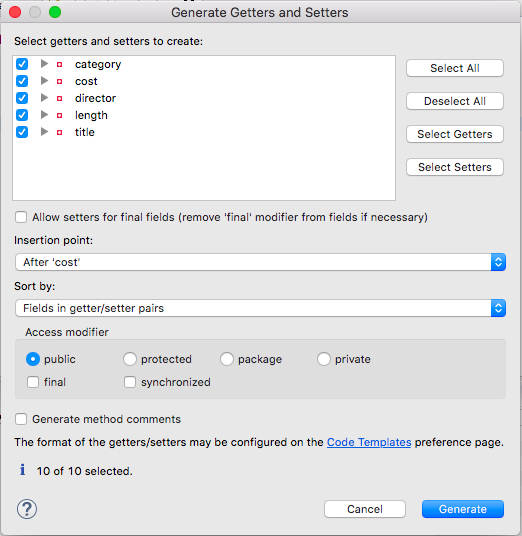 Generate Getters and Setters
Select getters and setters to create:
category
cost
director
length
title
Select All
Deselect All
Select Getters
Select Setters
Allow setters for final fields (remove 'final' modifier from fields if necessary)
Insertion point:
After 'cost'
Sort by:
Fields in getter/setter pairs
Access modifier
public protected package private
final synchronized
Generate method comments
The format of the getters/setters may be configured on the Code Templates preference page.
i 10 of 10 selected.
? Cancel Generate